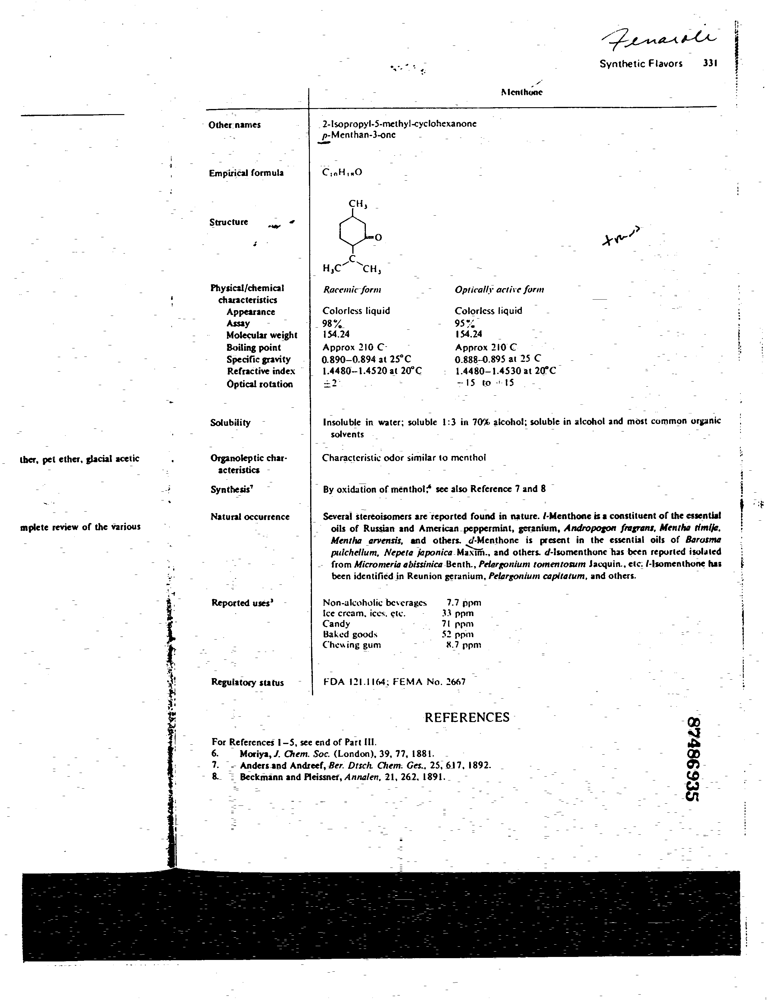 Fenaroli
Synthetic Flavors 331
Menthone
Other names 2-Isopropyl-5-methyl-cyclohexanone
p-Menthan-3-one
Empirical formula C₁₀H₁₈O
Structure
CH₃
O
C
H₃C CH₃
Physical/chemical Racemic form Optically active form
characteristics
Appearance Colorless liquid Colorless liquid
Assay 98% 95%
Molecular weight 154.24 154.24
Boiling point Approx 210 C Approx 210 C
Specific gravity 0.890–0.894 at 25°C 0.888–0.895 at 25 C
Refractive index 1.4480–1.4520 at 20°C 1.4480–1.4530 at 20°C
Optical rotation ±2 −15 to +15
Solubility Insoluble in water; soluble 1:3 in 70% alcohol; soluble in alcohol and most common organic
solvents
ther, pet ether, glacial acetic
Organoleptic char- Characteristic odor similar to menthol
acteristics
Synthesis⁷ By oxidation of menthol;⁶ see also Reference 7 and 8
mplete review of the various
Natural occurrence Several stereoisomers are reported found in nature. l-Menthone is a constituent of the essential
oils of Russian and American peppermint, geranium, Andropogon fragrans, Mentha timija,
Mentha arvensis, and others. d-Menthone is present in the essential oils of Barosma
pulchellum, Nepeta japonica Maxim., and others. d-Isomenthone has been reported isolated
from Micromeria abissinica Benth., Pelargonium tomentosum Jacquin., etc. l-Isomenthone has
been identified in Reunion geranium, Pelargonium capitatum, and others.
Reported uses³ Non-alcoholic beverages 7.7 ppm
Ice cream, ices, etc. 33 ppm
Candy 71 ppm
Baked goods 52 ppm
Chewing gum 8.7 ppm
Regulatory status FDA 121.1164; FEMA No. 2667
REFERENCES
For References 1–5, see end of Part III.
6. Moriya, J. Chem. Soc. (London), 39, 77, 1881.
7. Anders and Andreef, Ber. Dtsch. Chem. Ges., 25, 617, 1892.
8. Beckmann and Pleissner, Annalen, 21, 262, 1891.
87486935